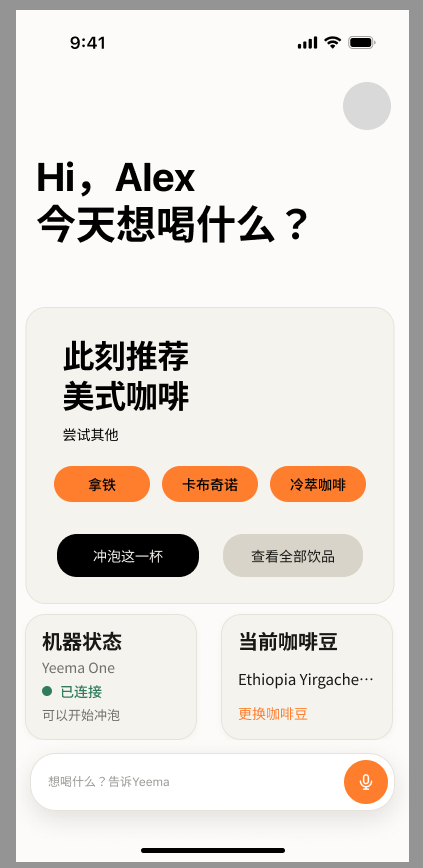 9:41
Hi，Alex
今天想喝什么？
此刻推荐
美式咖啡
尝试其他
拿铁
卡布奇诺
冷萃咖啡
冲泡这一杯
查看全部饮品
机器状态
Yeema One
已连接
可以开始冲泡
当前咖啡豆
Ethiopia Yirgache…
更换咖啡豆
想喝什么？告诉Yeema